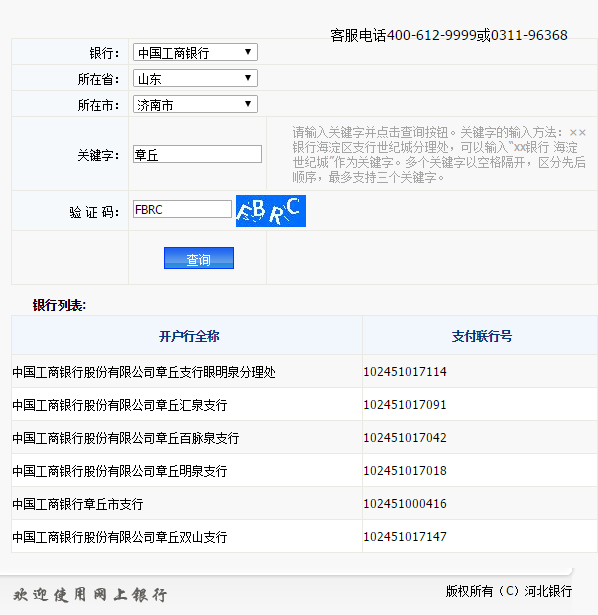 客服电话400-612-9999或0311-96368
银行： 中国工商银行
所在省： 山东
所在市： 济南市
请输入关键字并点击查询按钮。关键字的输入方法：××
银行海淀区支行世纪城分理处，可以输入“xx银行 海淀
关键字： 章丘
世纪城”作为关键字。多个关键字以空格隔开，区分先后
顺序，最多支持三个关键字。
验 证 码： FBRC FBRC
查询
银行列表:
开户行全称 支付联行号
中国工商银行股份有限公司章丘支行眼明泉分理处 102451017114
中国工商银行股份有限公司章丘汇泉支行 102451017091
中国工商银行股份有限公司章丘百脉泉支行 102451017042
中国工商银行股份有限公司章丘明泉支行 102451017018
中国工商银行章丘市支行 102451000416
中国工商银行股份有限公司章丘双山支行 102451017147
欢迎使用网上银行 版权所有（C）河北银行